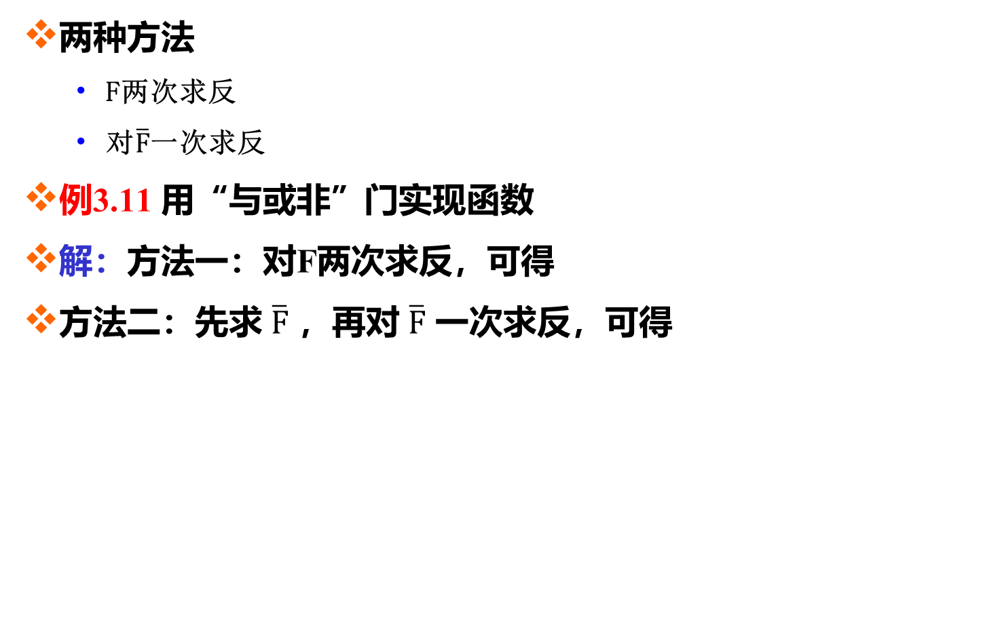 ❖两种方法
• F两次求反
• 对F̅一次求反
❖例3.11 用“与或非”门实现函数
❖解：方法一：对F两次求反，可得
❖方法二：先求 F̅ ，再对 F̅ 一次求反，可得